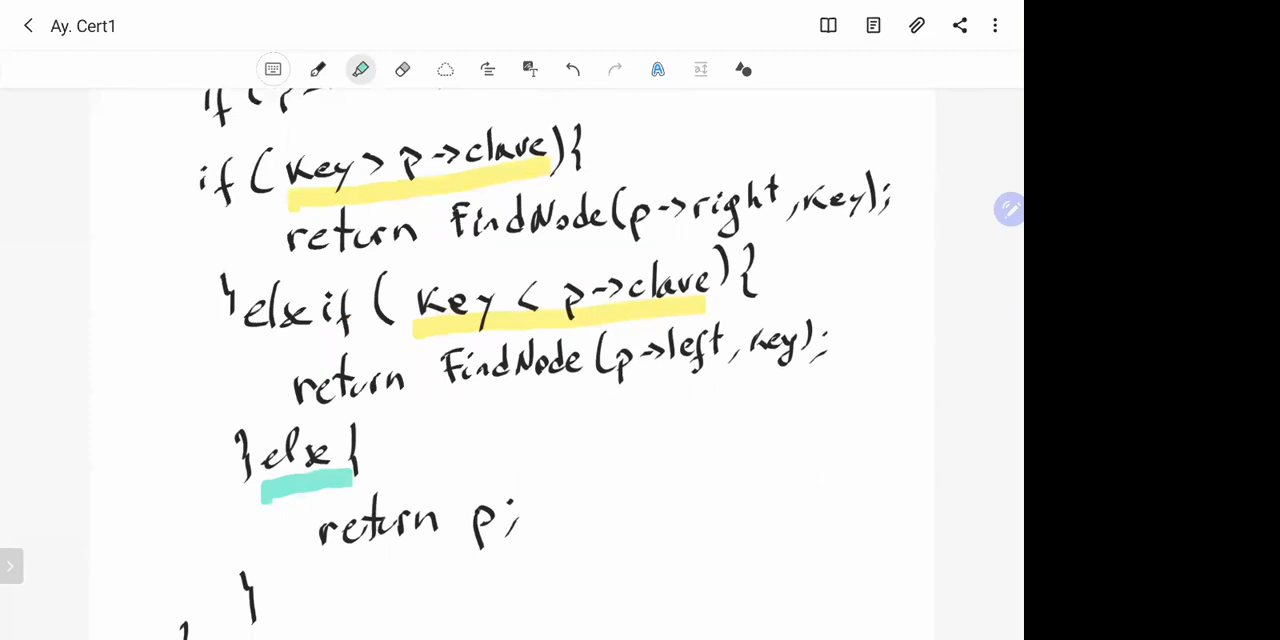 Ay. Cert1
if (p
if (key > p->clave){
return FindNode(p->right, key);
}else if (key < p->clave){
return FindNode(p->left, key);
}else{
return p;
}
}